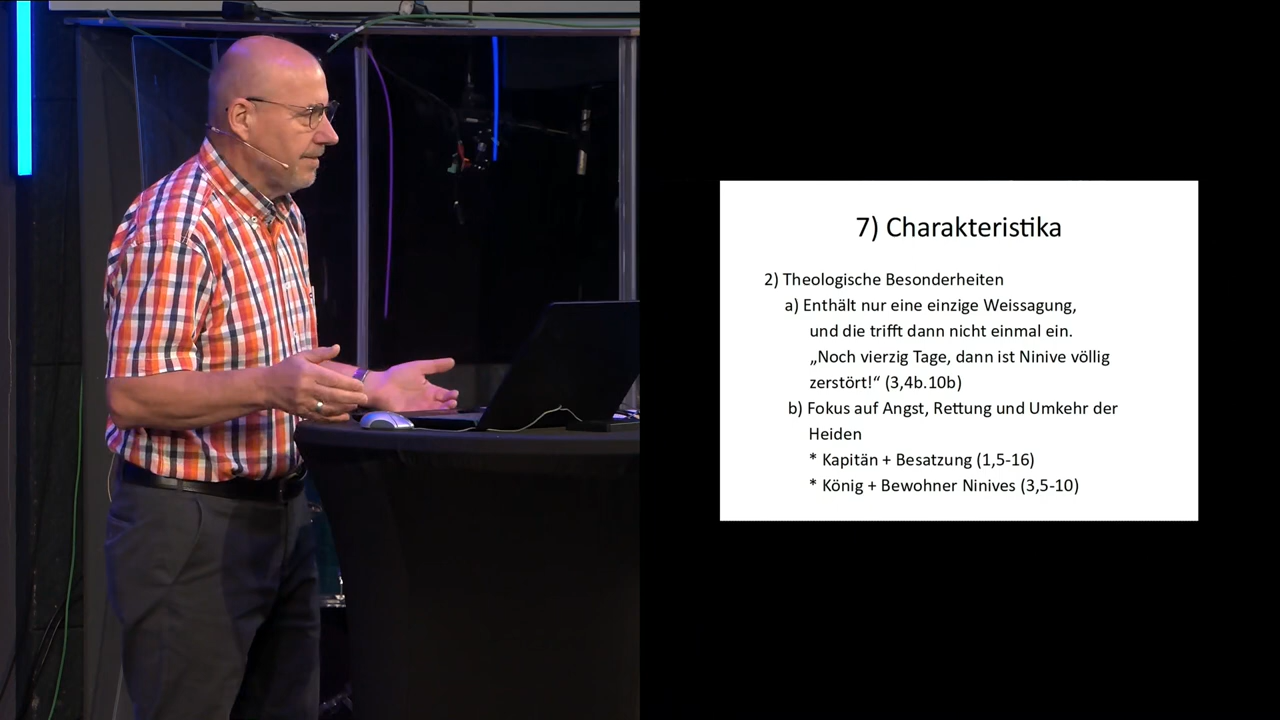 7) Charakteristika
2) Theologische Besonderheiten
a) Enthält nur eine einzige Weissagung,
und die trifft dann nicht einmal ein.
„Noch vierzig Tage, dann ist Ninive völlig
zerstört!“ (3,4b.10b)
b) Fokus auf Angst, Rettung und Umkehr der
Heiden
* Kapitän + Besatzung (1,5-16)
* König + Bewohner Ninives (3,5-10)